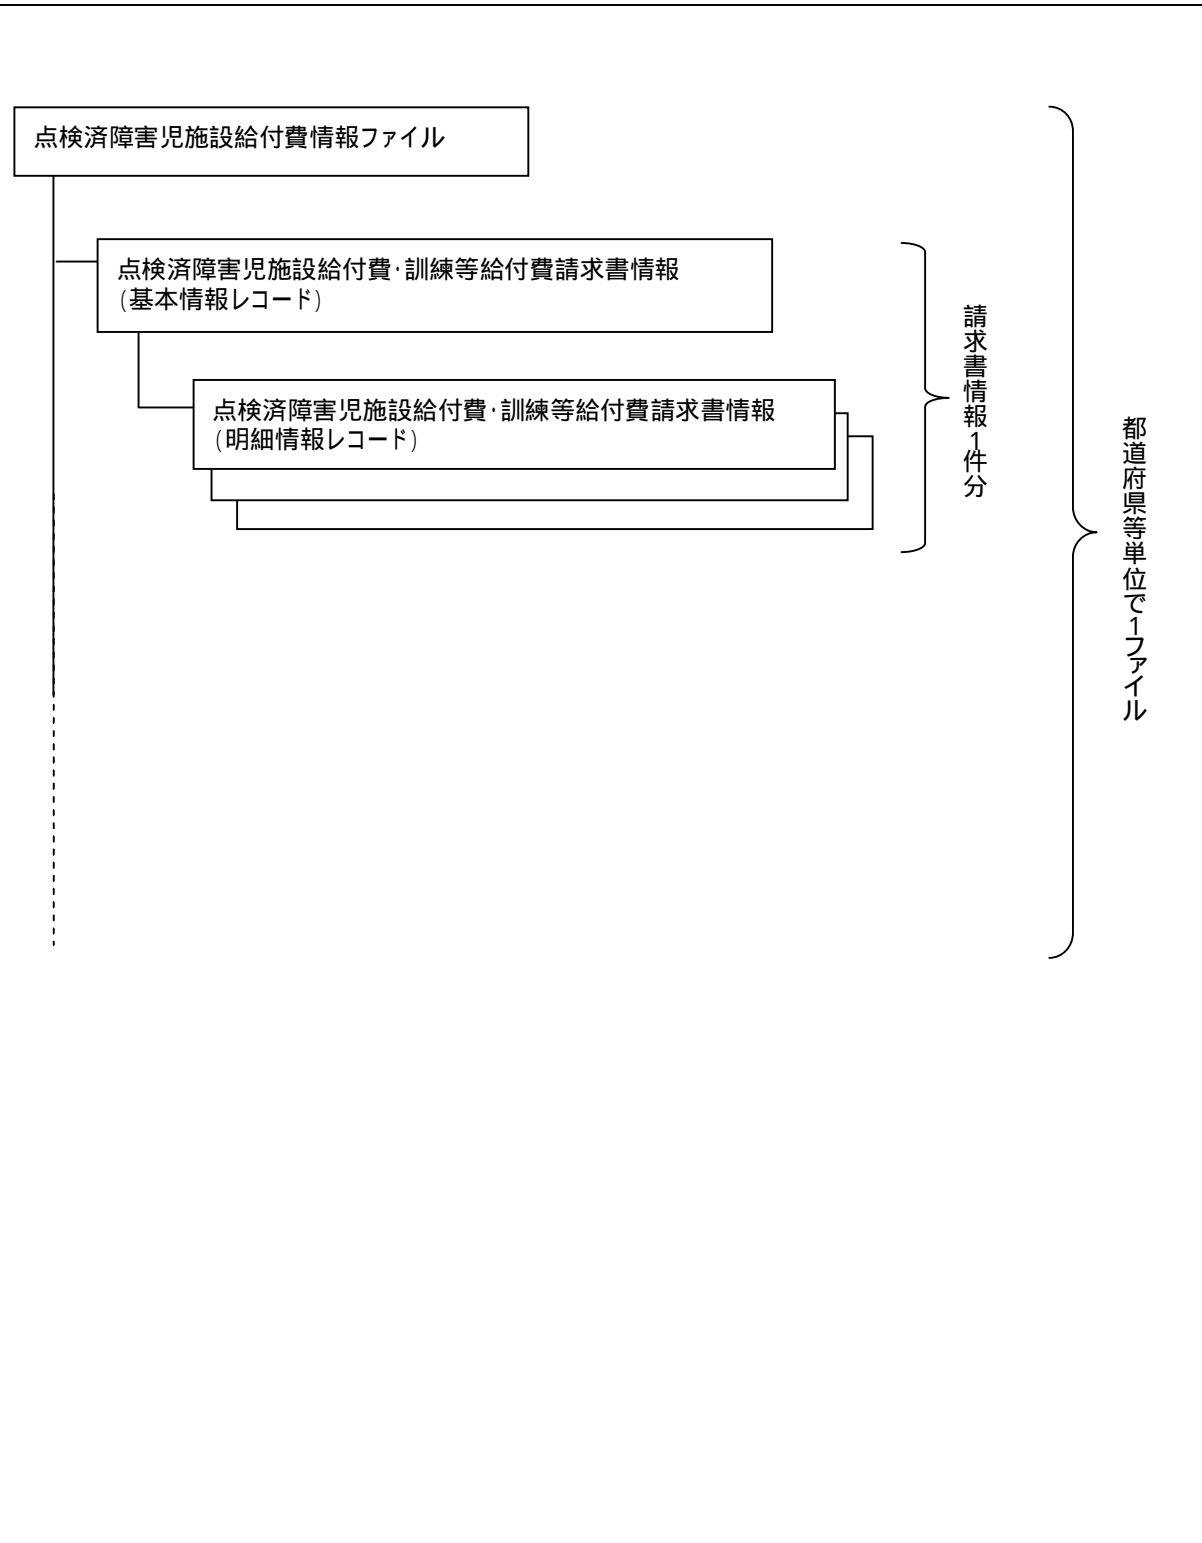 点検済障害児施設給付費情報ファイル
点検済障害児施設給付費・訓練等給付費請求書情報
(基本情報レコード)
点検済障害児施設給付費・訓練等給付費請求書情報
(明細情報レコード)
請求書情報1件分
都道府県等単位で1ファイル